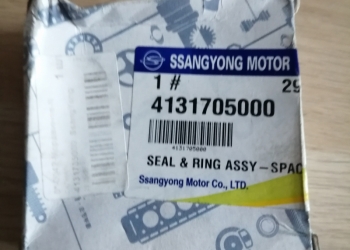 SSANGYONG MOTOR
1 # 29
4131705000
4131705000
SEAL & RING ASSY-SPAC
Ssangyong Motor Co., LTD.